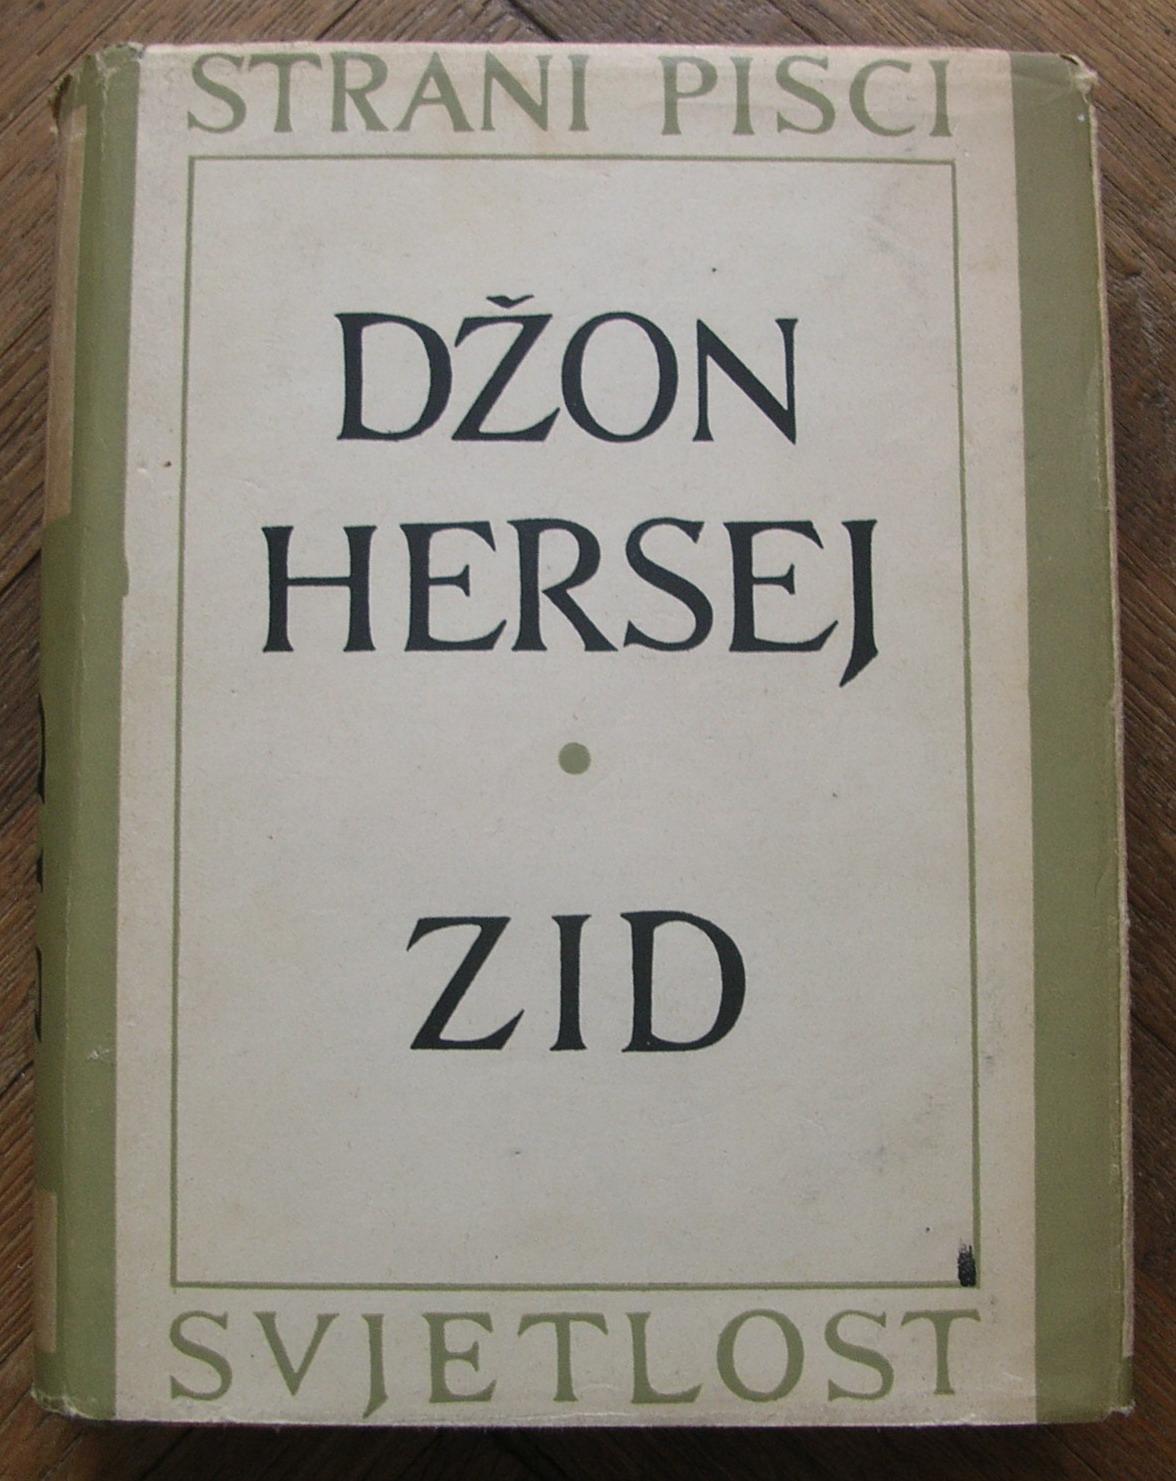 STRANI PISCI
DŽON
HERSEJ
ZID
SVJETLOST